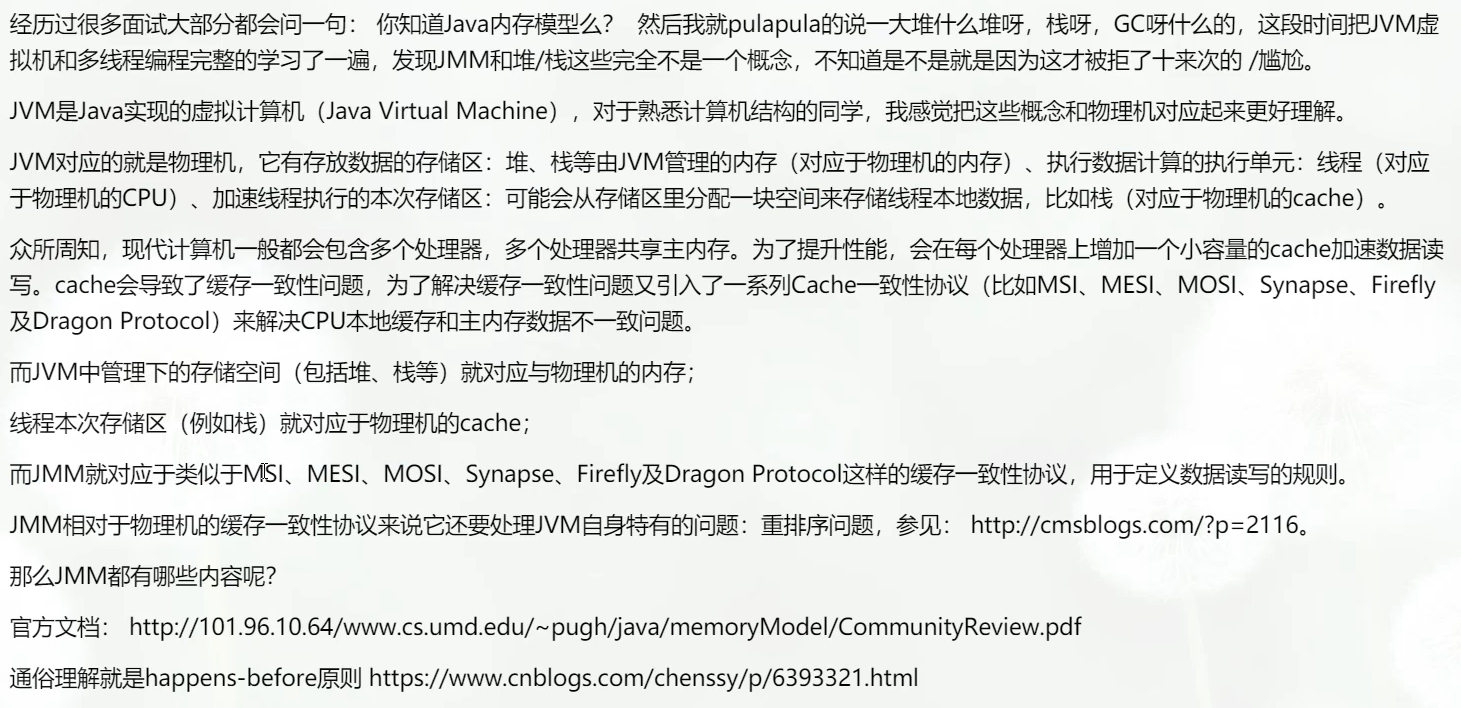 经历过很多面试大部分都会问一句： 你知道Java内存模型么？ 然后我就pulapula的说一大堆什么堆呀，栈呀，GC呀什么的，这段时间把JVM虚
拟机和多线程编程完整的学习了一遍，发现JMM和堆/栈这些完全不是一个概念，不知道是不是就是因为这才被拒了十来次的 /尴尬。
JVM是Java实现的虚拟计算机（Java Virtual Machine），对于熟悉计算机结构的同学，我感觉把这些概念和物理机对应起来更好理解。
JVM对应的就是物理机，它有存放数据的存储区：堆、栈等由JVM管理的内存（对应于物理机的内存）、执行数据计算的执行单元：线程（对应
于物理机的CPU）、加速线程执行的本次存储区：可能会从存储区里分配一块空间来存储线程本地数据，比如栈（对应于物理机的cache）。
众所周知，现代计算机一般都会包含多个处理器，多个处理器共享主内存。为了提升性能，会在每个处理器上增加一个小容量的cache加速数据读
写。cache会导致了缓存一致性问题，为了解决缓存一致性问题又引入了一系列Cache一致性协议（比如MSI、MESI、MOSI、Synapse、Firefly
及Dragon Protocol）来解决CPU本地缓存和主内存数据不一致问题。
而JVM中管理下的存储空间（包括堆、栈等）就对应与物理机的内存；
线程本次存储区（例如栈）就对应于物理机的cache；
而JMM就对应于类似于MSI、MESI、MOSI、Synapse、Firefly及Dragon Protocol这样的缓存一致性协议，用于定义数据读写的规则。
JMM相对于物理机的缓存一致性协议来说它还要处理JVM自身特有的问题：重排序问题，参见： http://cmsblogs.com/?p=2116。
那么JMM都有哪些内容呢？
官方文档： http://101.96.10.64/www.cs.umd.edu/~pugh/java/memoryModel/CommunityReview.pdf
通俗理解就是happens-before原则 https://www.cnblogs.com/chenssy/p/6393321.html